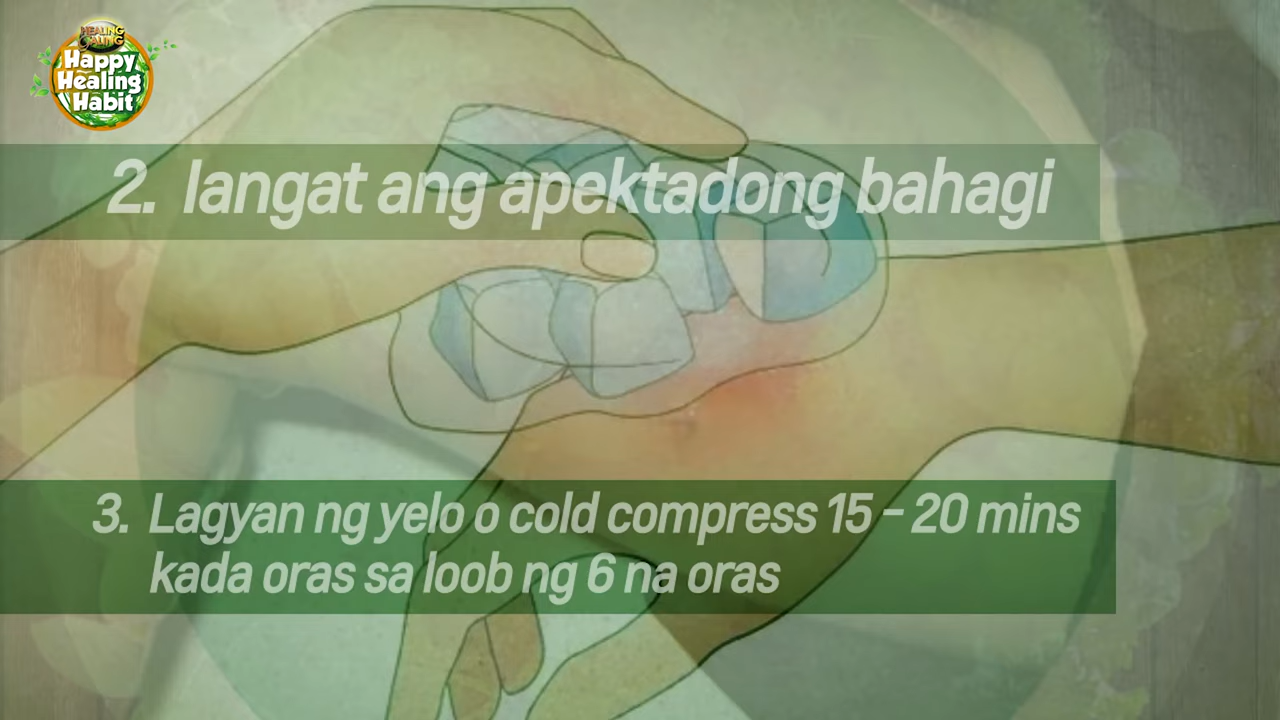 HEALING
GALING
Happy
Healing
Habit
2. Iangat ang apektadong bahagi
3. Lagyan ng yelo o cold compress 15 – 20 mins
kada oras sa loob ng 6 na oras